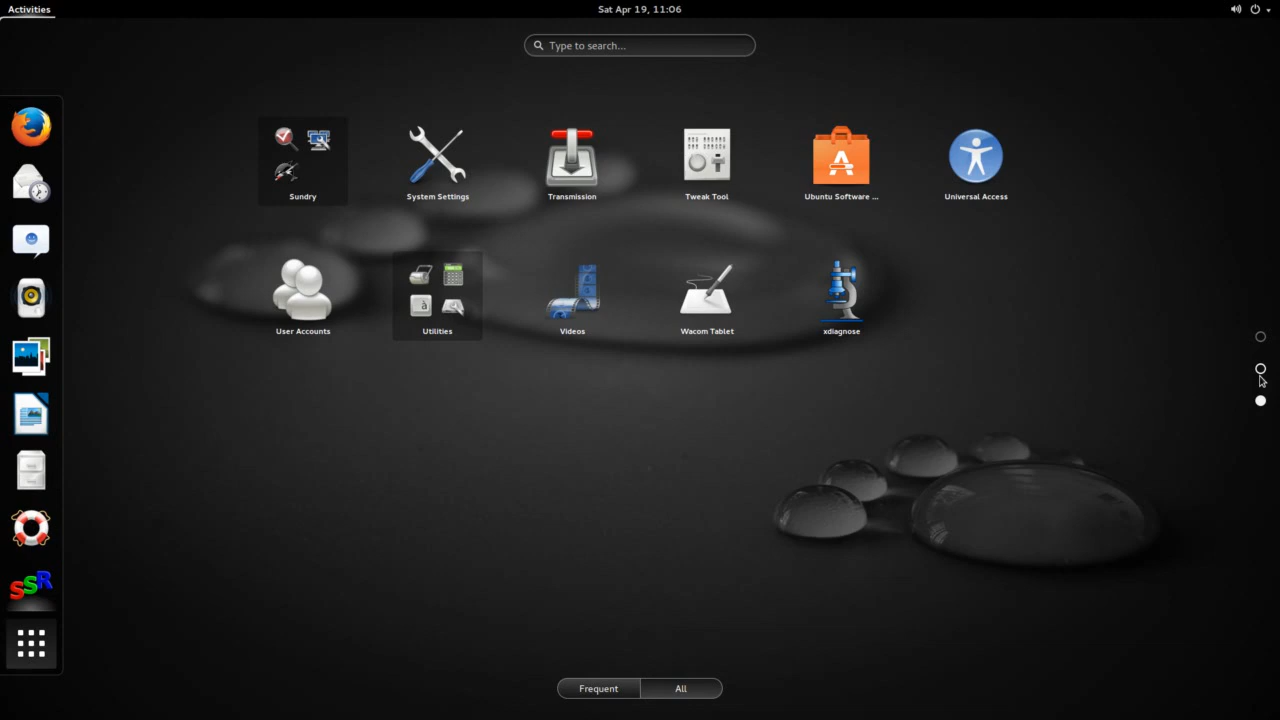 Activities
Sat Apr 19, 11:06
Type to search...
Sundry
System Settings
Transmission
Tweak Tool
Ubuntu Software ...
Universal Access
User Accounts
Utilities
Videos
Wacom Tablet
xdiagnose
SSR
Frequent
All